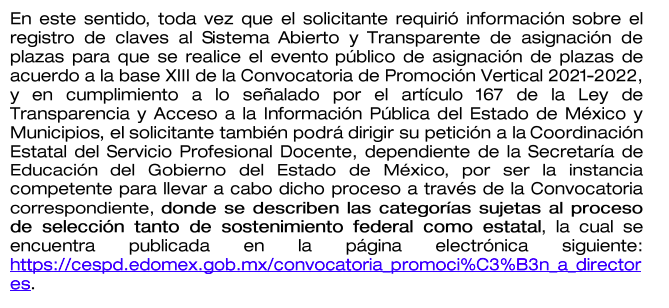 En este sentido, toda vez que el solicitante requirió información sobre el
registro de claves al Sistema Abierto y Transparente de asignación de
plazas para que se realice el evento público de asignación de plazas de
acuerdo a la base XIII de la Convocatoria de Promoción Vertical 2021-2022,
y en cumplimiento a lo señalado por el artículo 167 de la Ley de
Transparencia y Acceso a la Información Pública del Estado de México y
Municipios, el solicitante también podrá dirigir su petición a la Coordinación
Estatal del Servicio Profesional Docente, dependiente de la Secretaría de
Educación del Gobierno del Estado de México, por ser la instancia
competente para llevar a cabo dicho proceso a través de la Convocatoria
correspondiente, donde se describen las categorías sujetas al proceso
de selección tanto de sostenimiento federal como estatal, la cual se
encuentra publicada en la página electrónica siguiente:
https://cespd.edomex.gob.mx/convocatoria_promoci%C3%B3n_a_director
es.